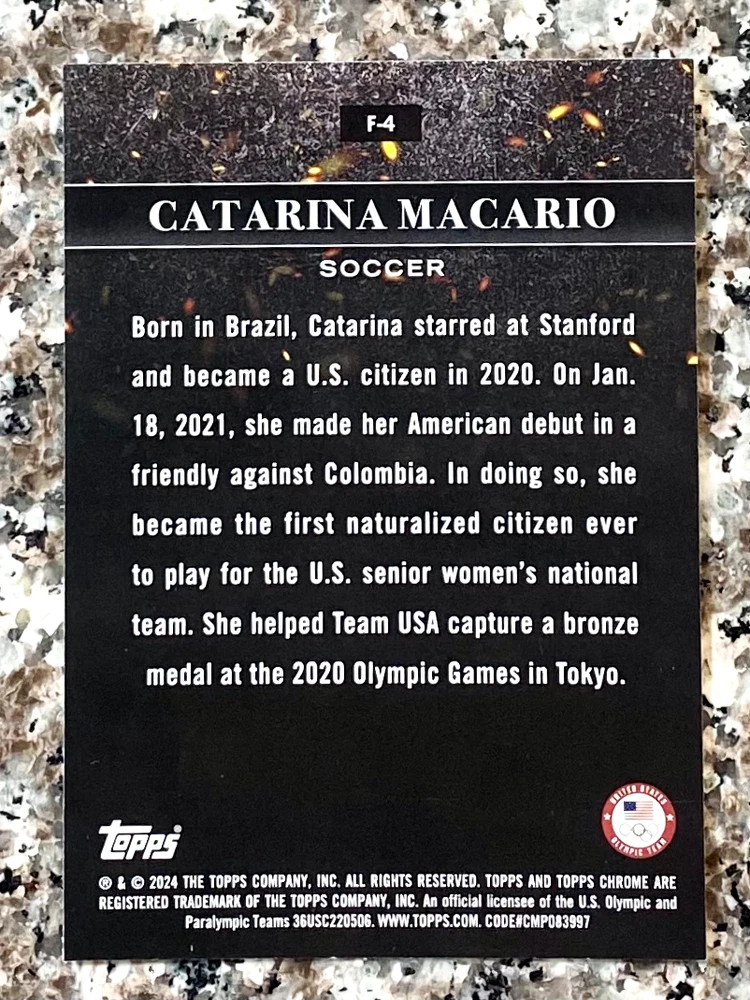 F-4
CATARINA MACARIO
SOCCER
Born in Brazil, Catarina starred at Stanford
and became a U.S. citizen in 2020. On Jan.
18, 2021, she made her American debut in a
friendly against Colombia. In doing so, she
became the first naturalized citizen ever
to play for the U.S. senior women's national
team. She helped Team USA capture a bronze
medal at the 2020 Olympic Games in Tokyo.
Topps®
UNITED STATES
OLYMPIC TEAM
® & © 2024 THE TOPPS COMPANY, INC. ALL RIGHTS RESERVED. TOPPS AND TOPPS CHROME ARE
REGISTERED TRADEMARK OF THE TOPPS COMPANY, INC. An official licensee of the U.S. Olympic and
Paralympic Teams 36USC220506. WWW.TOPPS.COM. CODE#CMP083997